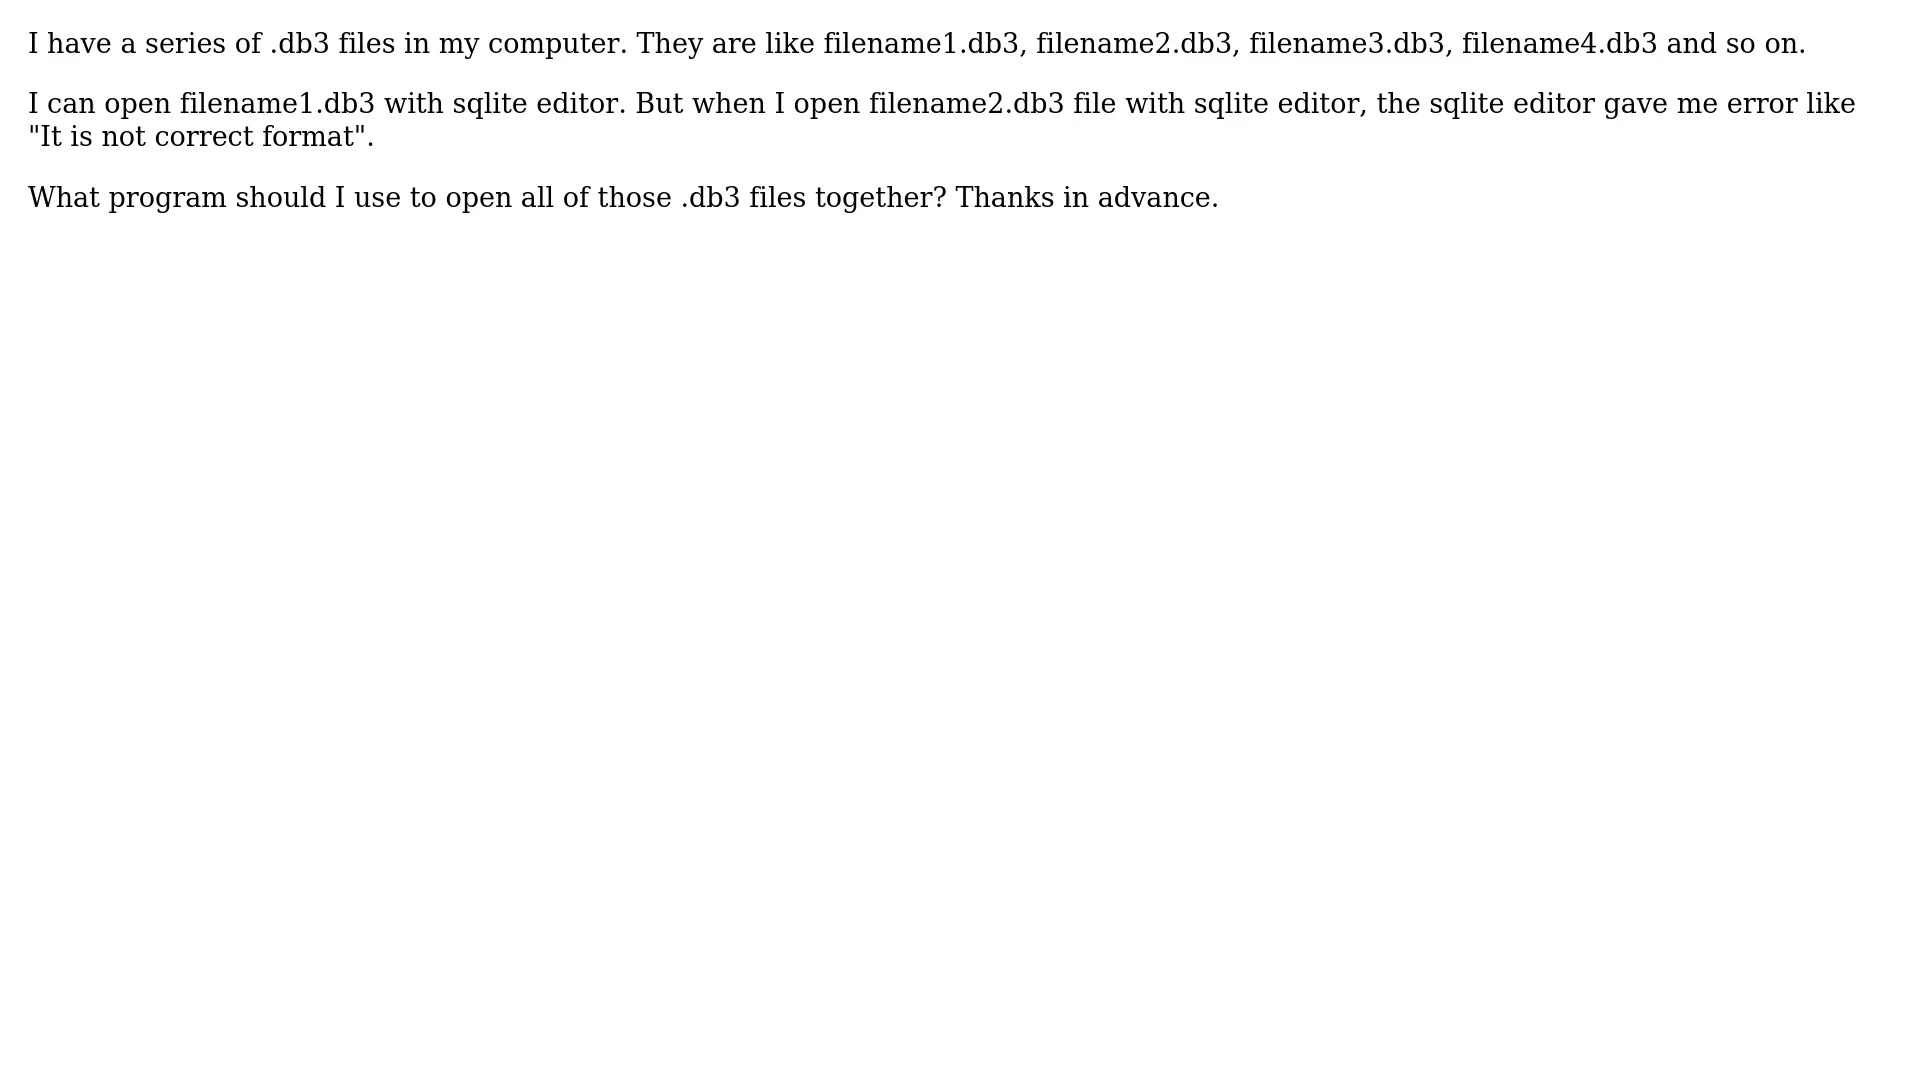 I have a series of .db3 files in my computer. They are like filename1.db3, filename2.db3, filename3.db3, filename4.db3 and so on.
I can open filename1.db3 with sqlite editor. But when I open filename2.db3 file with sqlite editor, the sqlite editor gave me error like
"It is not correct format".
What program should I use to open all of those .db3 files together? Thanks in advance.